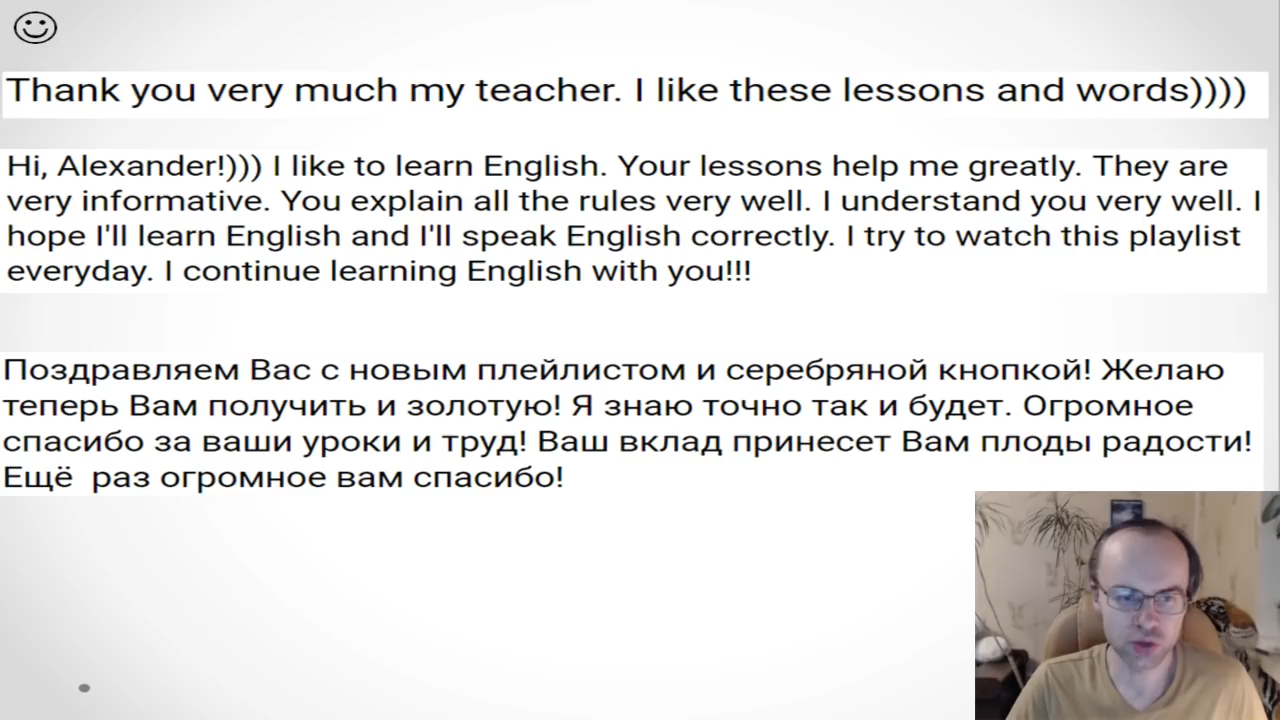 Thank you very much my teacher. I like these lessons and words))))
Hi, Alexander!))) I like to learn English. Your lessons help me greatly. They are
very informative. You explain all the rules very well. I understand you very well. I
hope I'll learn English and I'll speak English correctly. I try to watch this playlist
everyday. I continue learning English with you!!!
Поздравляем Вас с новым плейлистом и серебряной кнопкой! Желаю
теперь Вам получить и золотую! Я знаю точно так и будет. Огромное
спасибо за ваши уроки и труд! Ваш вклад принесет Вам плоды радости!
Ещё  раз огромное вам спасибо!